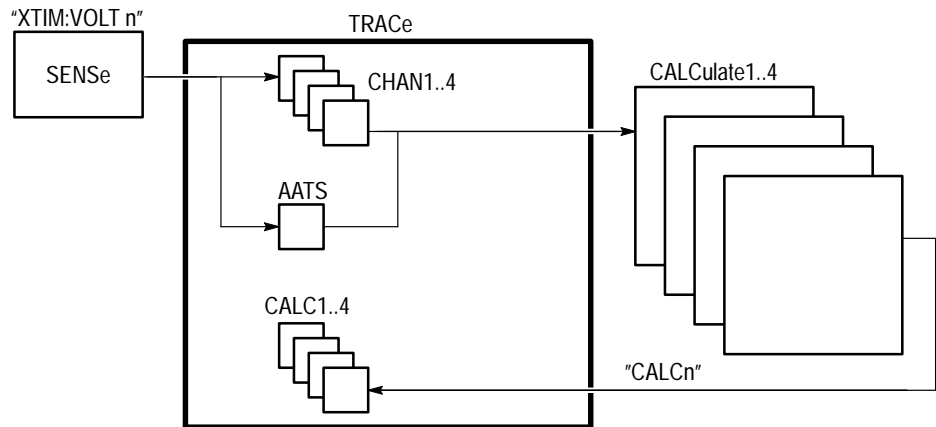 "XTIM:VOLT n"
TRACe
SENSe
CHAN1..4
CALCulate1..4
AATS
CALC1..4
"CALCn"